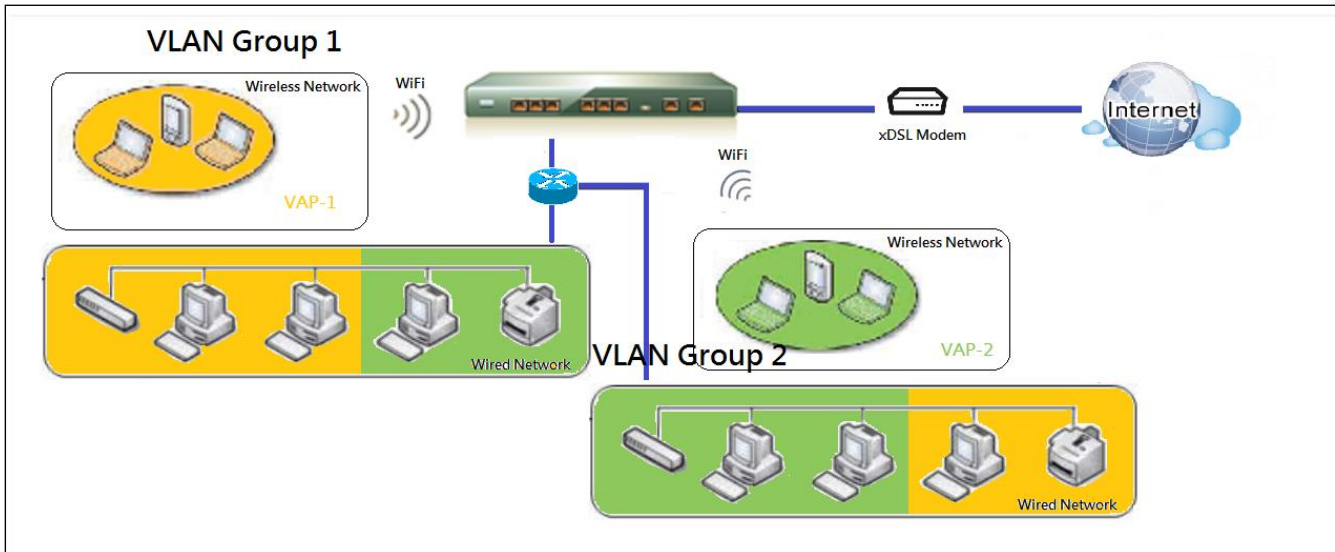 VLAN Group 1
Wireless Network
WiFi
VAP-1
xDSL Modem
Internet
WiFi
Wireless Network
VAP-2
Wired Network
VLAN Group 2
Wired Network